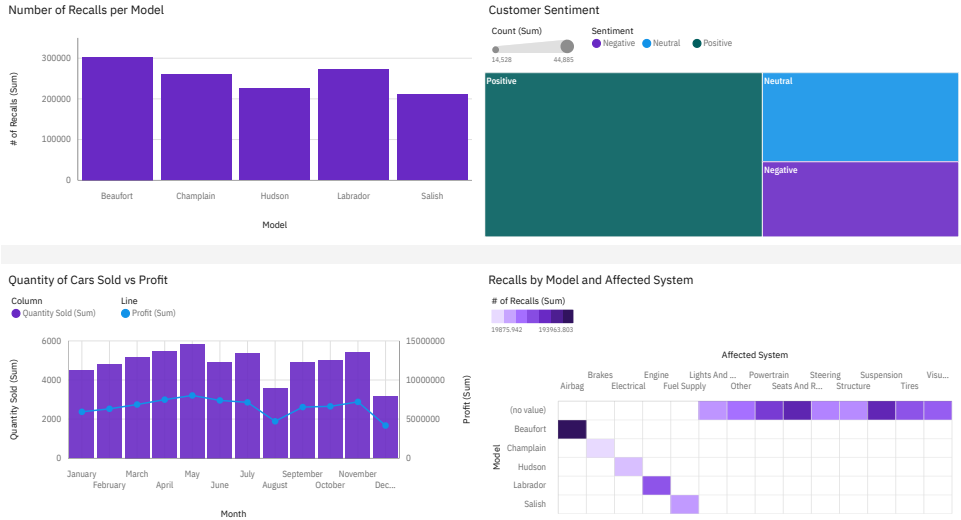 Number of Recalls per Model
# of Recalls (Sum)
300000
200000
100000
0
Beaufort Champlain Hudson Labrador Salish
Model
Customer Sentiment
Count (Sum) Sentiment
Negative Neutral Positive
14,528 44,885
Positive Neutral
Negative
Quantity of Cars Sold vs Profit
Column Line
Quantity Sold (Sum) Profit (Sum)
Quantity Sold (Sum)
6000
4000
2000
0
15000000
10000000
5000000
0
Profit (Sum)
January March May July September November
February April June August October Dec...
Month
Recalls by Model and Affected System
# of Recalls (Sum)
19875.942 193963.803
Affected System
Brakes Engine Lights And ... Powertrain Steering Suspension Visu...
Airbag Electrical Fuel Supply Other Seats And R... Structure Tires
Model
(no value)
Beaufort
Champlain
Hudson
Labrador
Salish